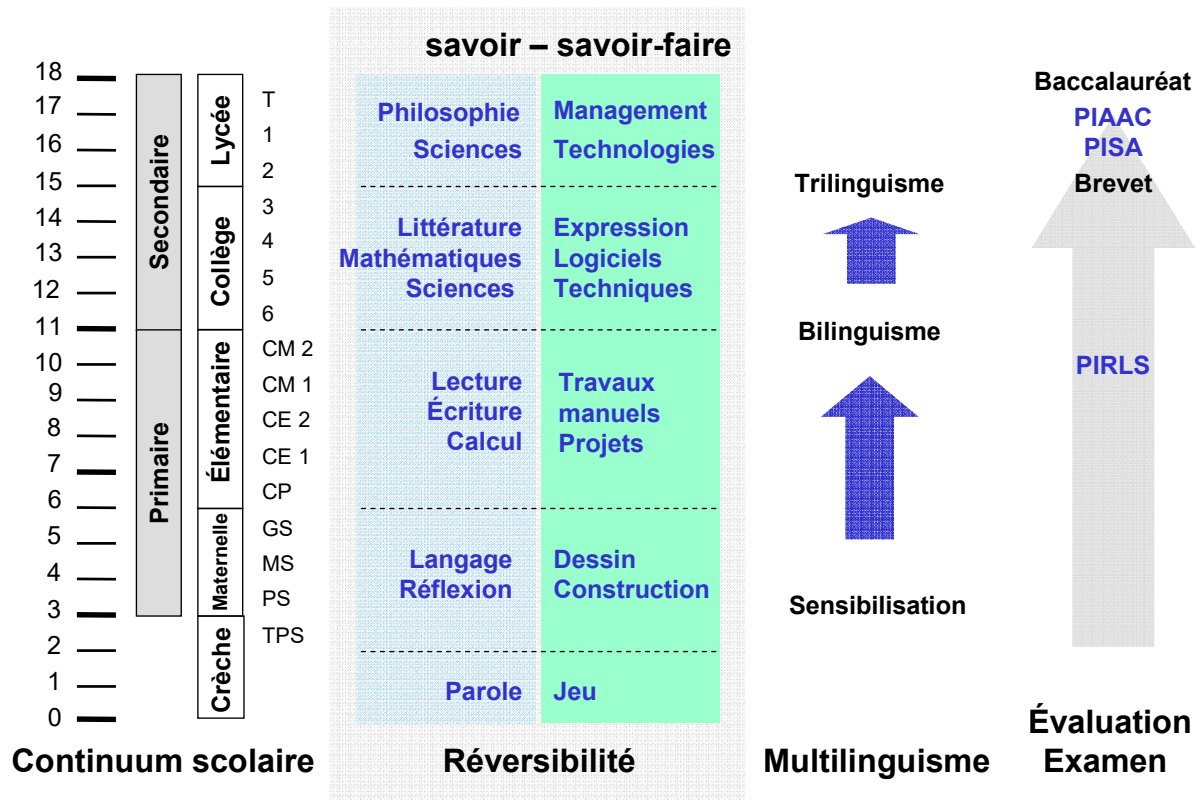 savoir – savoir-faire
18
17
16
15
14
13
12
11
10
9
8
7
6
5
4
3
2
1
0
Secondaire
Primaire
Lycée
Collège
Élémentaire
Maternelle
Crèche
T
1
2
3
4
5
6
CM 2
CM 1
CE 2
CE 1
CP
GS
MS
PS
TPS
Philosophie
Sciences
Management
Technologies
Littérature
Mathématiques
Sciences
Expression
Logiciels
Techniques
Lecture
Écriture
Calcul
Travaux
manuels
Projets
Langage
Réflexion
Dessin
Construction
Parole
Jeu
Trilinguisme
Bilinguisme
Sensibilisation
Baccalauréat
PIAAC
PISA
Brevet
PIRLS
Continuum scolaire
Réversibilité
Multilinguisme
Évaluation
Examen